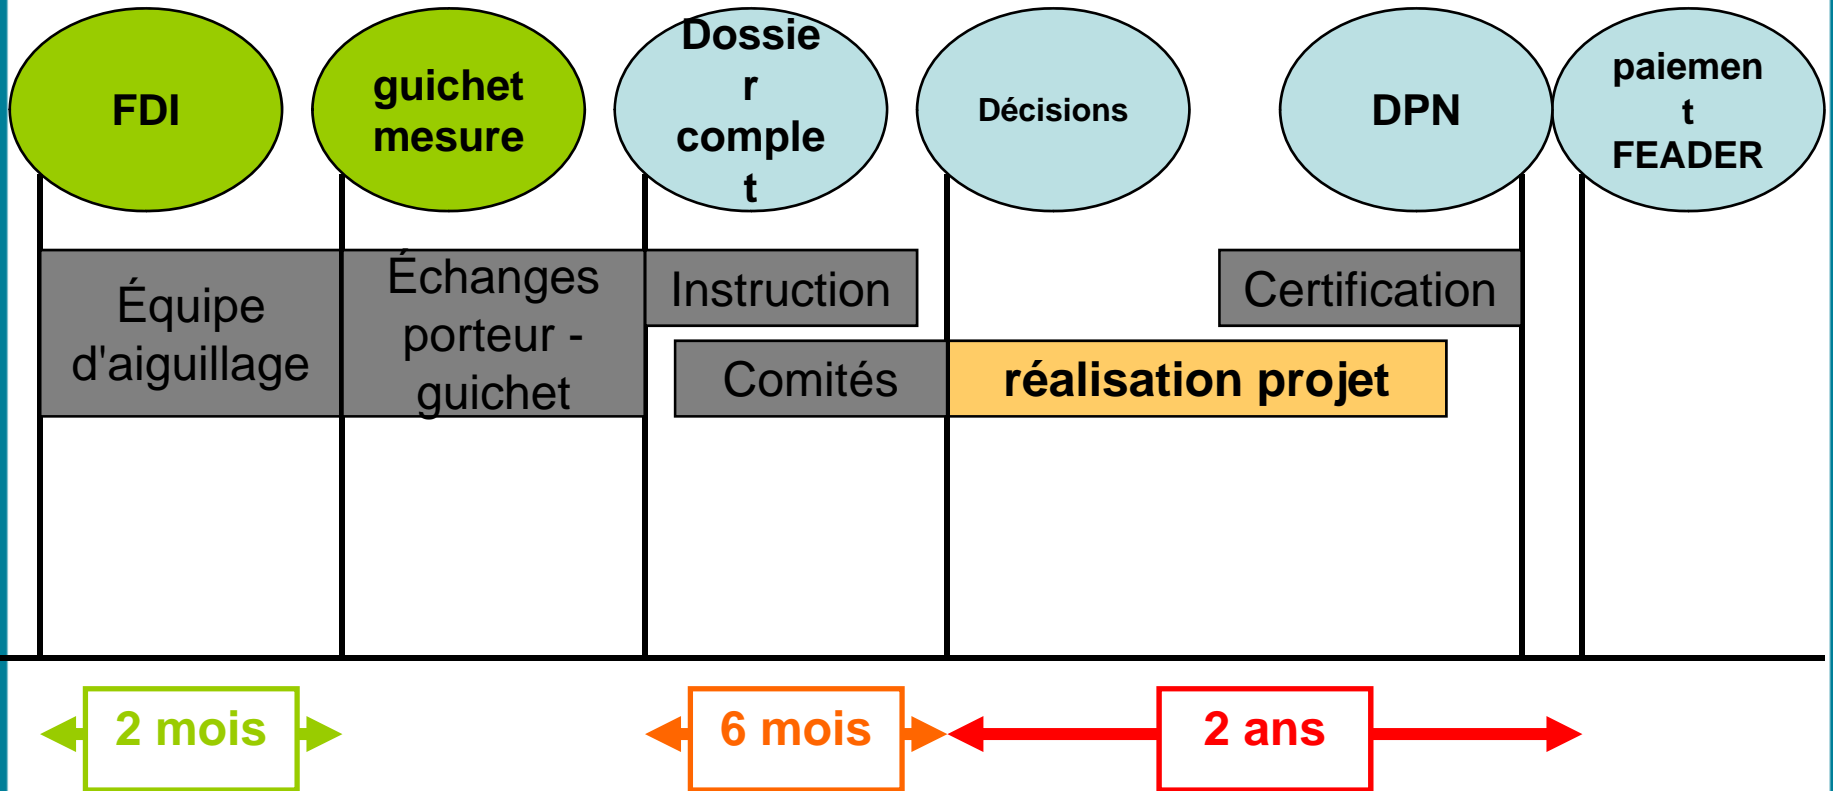 FDI
guichet
mesure
Dossie
r
comple
t
Décisions
DPN
paiemen
t
FEADER
Équipe
d'aiguillage
Échanges
porteur -
guichet
Instruction
Certification
Comités
réalisation projet
2 mois
6 mois
2 ans